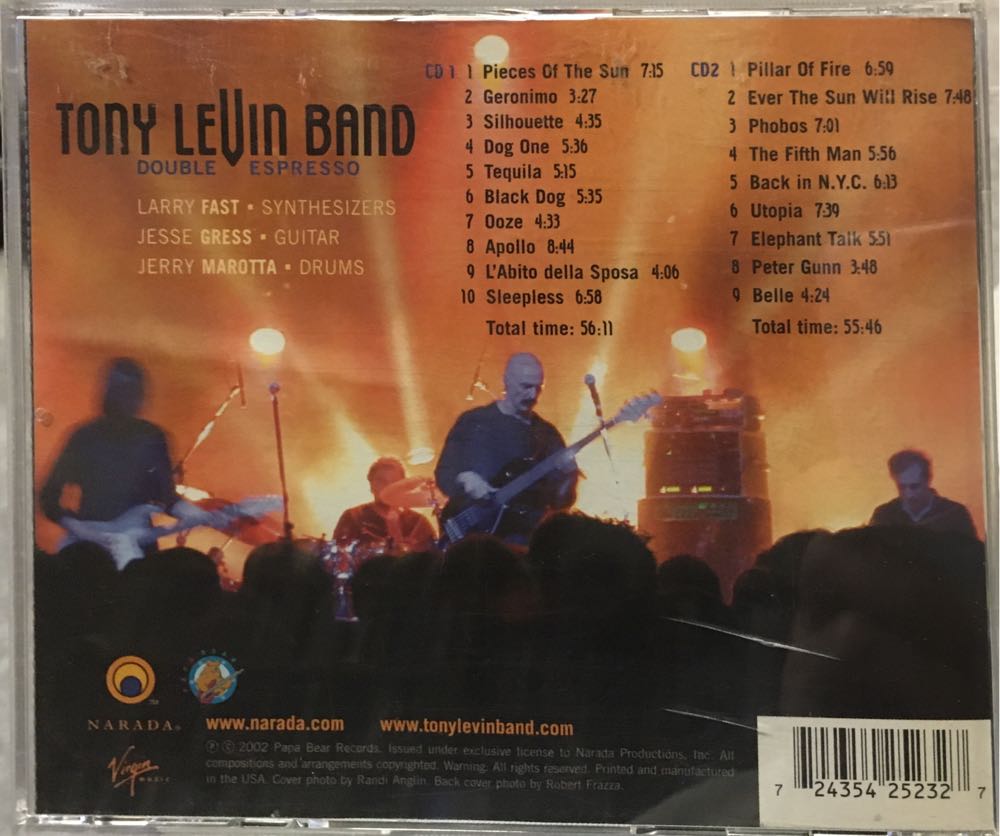 TONY LEVIN BAND
DOUBLE ESPRESSO
LARRY FAST ▪ SYNTHESIZERS
JESSE GRESS ▪ GUITAR
JERRY MAROTTA ▪ DRUMS
CD 1 1 Pieces Of The Sun 7:15
2 Geronimo 3:27
3 Silhouette 4:35
4 Dog One 5:36
5 Tequila 5:15
6 Black Dog 5:35
7 Ooze 4:33
8 Apollo 8:44
9 L'Abito della Sposa 4:06
10 Sleepless 6:58
Total time: 56:11
CD2 1 Pillar Of Fire 6:59
2 Ever The Sun Will Rise 7:48
3 Phobos 7:01
4 The Fifth Man 5:56
5 Back in N.Y.C. 6:13
6 Utopia 7:39
7 Elephant Talk 5:51
8 Peter Gunn 3:48
9 Belle 4:24
Total time: 55:46
NARADA®
Virgin
music
www.narada.com www.tonylevinband.com
℗ © 2002 Papa Bear Records. Issued under exclusive license to Narada Productions, Inc. All
compositions and arrangements copyrighted. Warning. All rights reserved. Printed and manufactured
in the USA. Cover photo by Randi Anglin. Back cover photo by Robert Frazza.
7 24354 25232 7